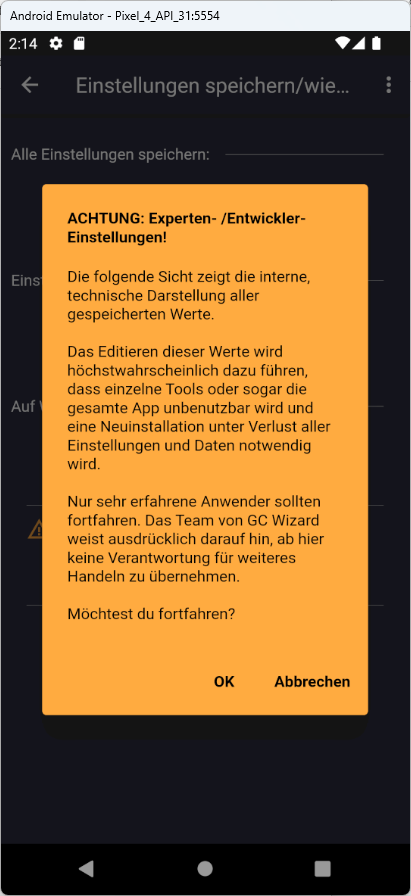 Android Emulator - Pixel_4_API_31:5554
2:14
Einstellungen speichern/wie...
Alle Einstellungen speichern:
ACHTUNG: Experten- /Entwickler-
Einstellungen!
Die folgende Sicht zeigt die interne,
technische Darstellung aller
gespeicherten Werte.
Eins
Das Editieren dieser Werte wird
höchstwahrscheinlich dazu führen,
dass einzelne Tools oder sogar die
gesamte App unbenutzbar wird und
Auf W
eine Neuinstallation unter Verlust aller
Einstellungen und Daten notwendig
wird.
Nur sehr erfahrene Anwender sollten
fortfahren. Das Team von GC Wizard
weist ausdrücklich darauf hin, ab hier
keine Verantwortung für weiteres
Handeln zu übernehmen.
Möchtest du fortfahren?
OK Abbrechen